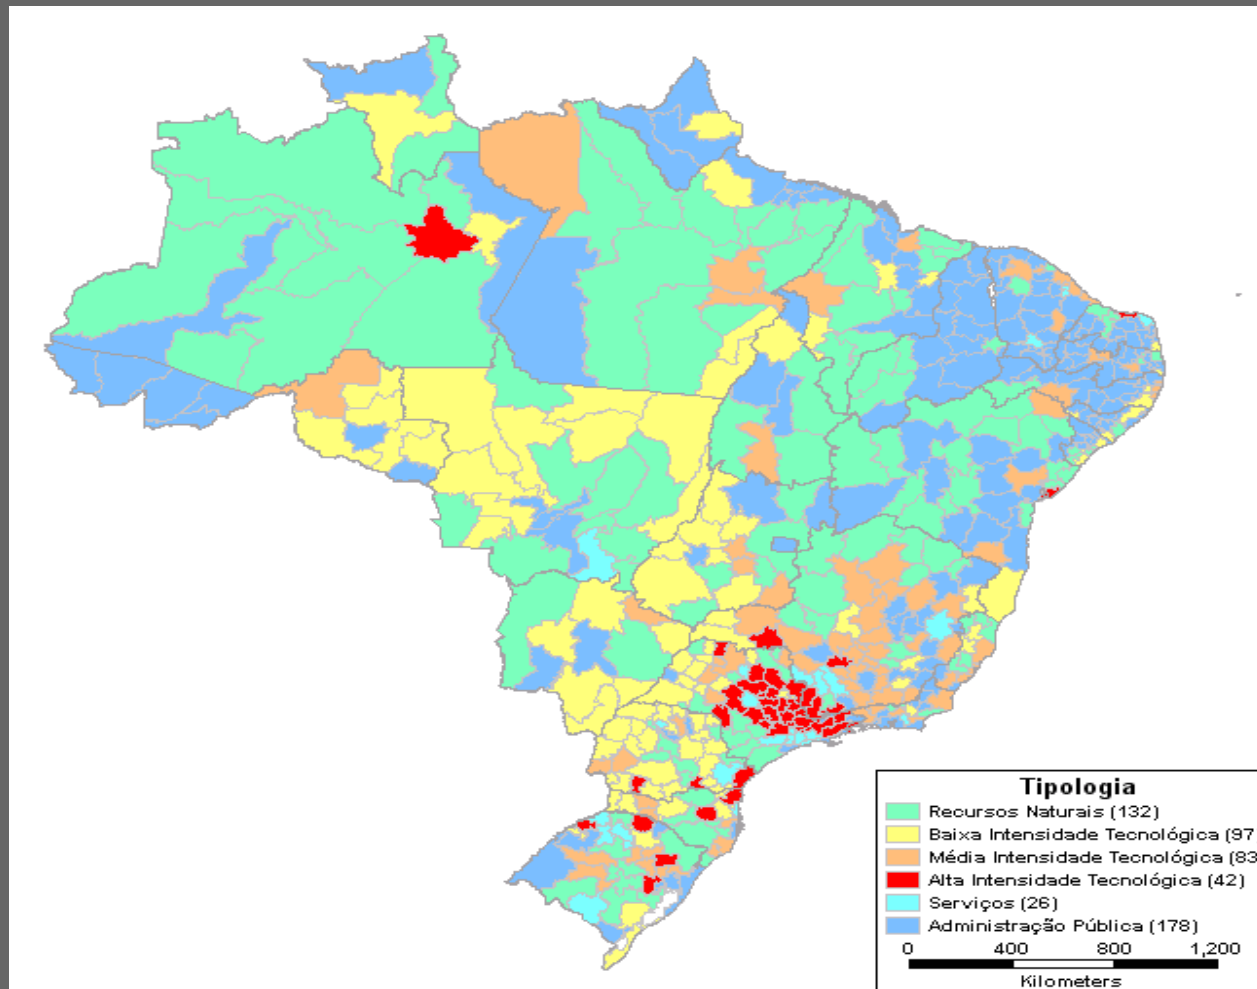 Tipologia
Recursos Naturais (132)
Baixa Intensidade Tecnológica (97
Média Intensidade Tecnológica (83
Alta Intensidade Tecnológica (42)
Serviços (26)
Administração Pública (178)
0 400 800 1,200
Kilometers